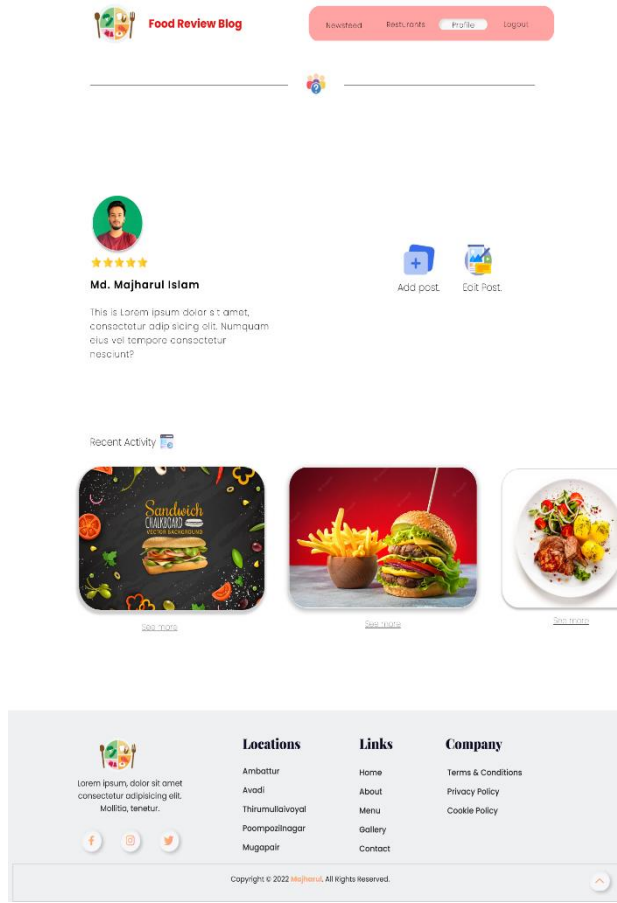 Food Review Blog
Newsfeed Resturants Profile Logout
Md. Majharul Islam
This is Lorem ipsum dolor sit amet,
consectetur adip sicing elit. Numquam
eius vel tempore consectetur
nesciunt?
Add post.
Edit Post.
Recent Activity
Sandwich
CHALKBOARD
VECTOR BACKGROUND
See more
See more
See more
Lorem ipsum, dolor sit amet
consectetur adipisicing elit.
Mollitia, tenetur.
Locations
Ambattur
Avadi
Thirumullaivoyal
Poompozilnagar
Mugapair
Links
Home
About
Menu
Gallery
Contact
Company
Terms & Conditions
Privacy Policy
Cookie Policy
Copyright © 2022 Majharul. All Rights Reserved.